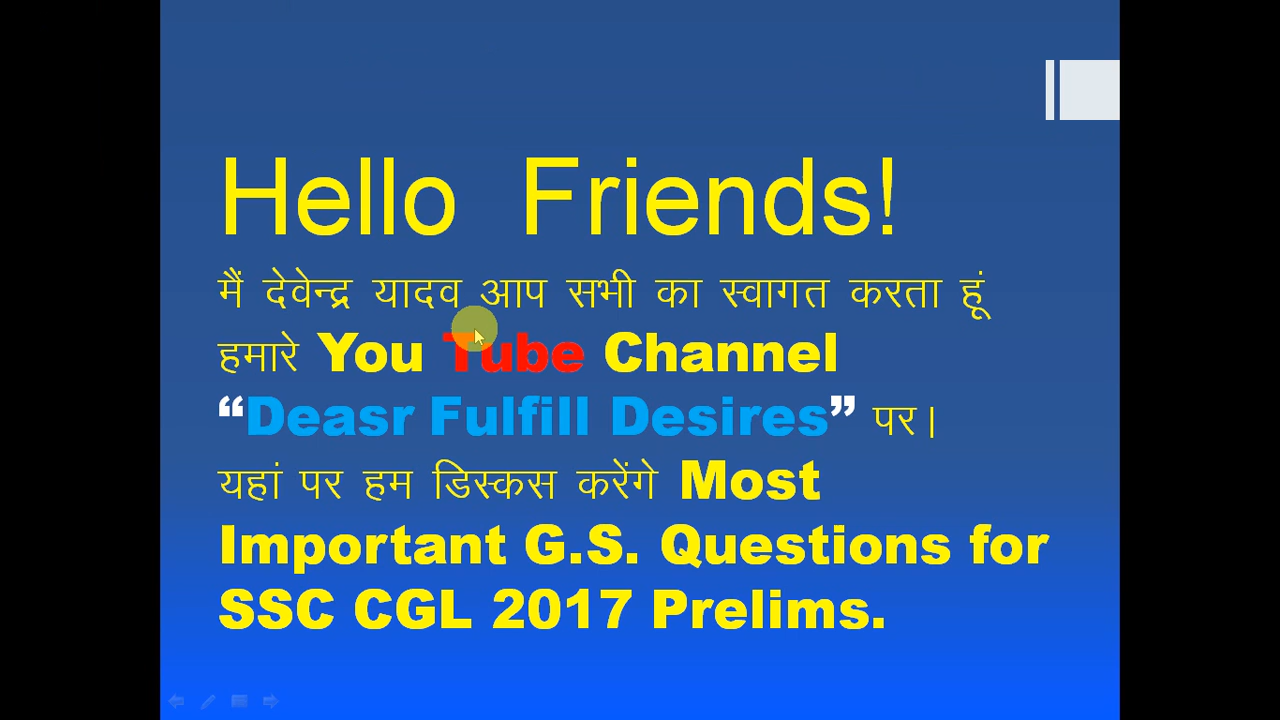 Hello Friends!
मैं देवेन्द्र यादव आप सभी का स्वागत करता हूं
हमारे You Tube Channel
“Deasr Fulfill Desires” पर।
यहां पर हम डिस्कस करेंगे Most
Important G.S. Questions for
SSC CGL 2017 Prelims.